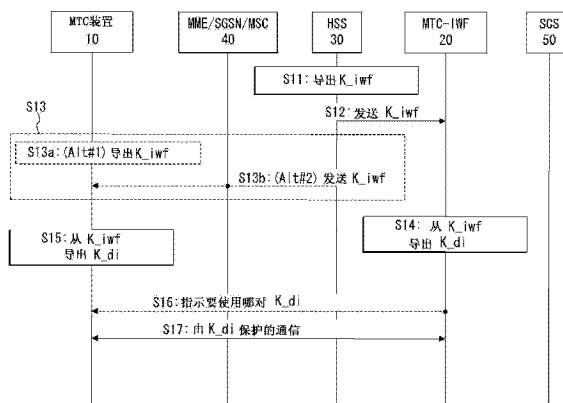 MTC装置
10
MME/SGSN/MSC
40
HSS
30
MTC-IWF
20
SCS
50
S11: 导出 K_iwf
S12: 发送 K_iwf
S13
S13a: (Alt#1) 导出 K_iwf
S13b: (Alt#2) 发送 K_iwf
S14: 从 K_iwf
导出 K_di
S15: 从 K_iwf
导出 K_di
S16: 指示要使用哪对 K_di
S17: 由 K_di 保护的通信